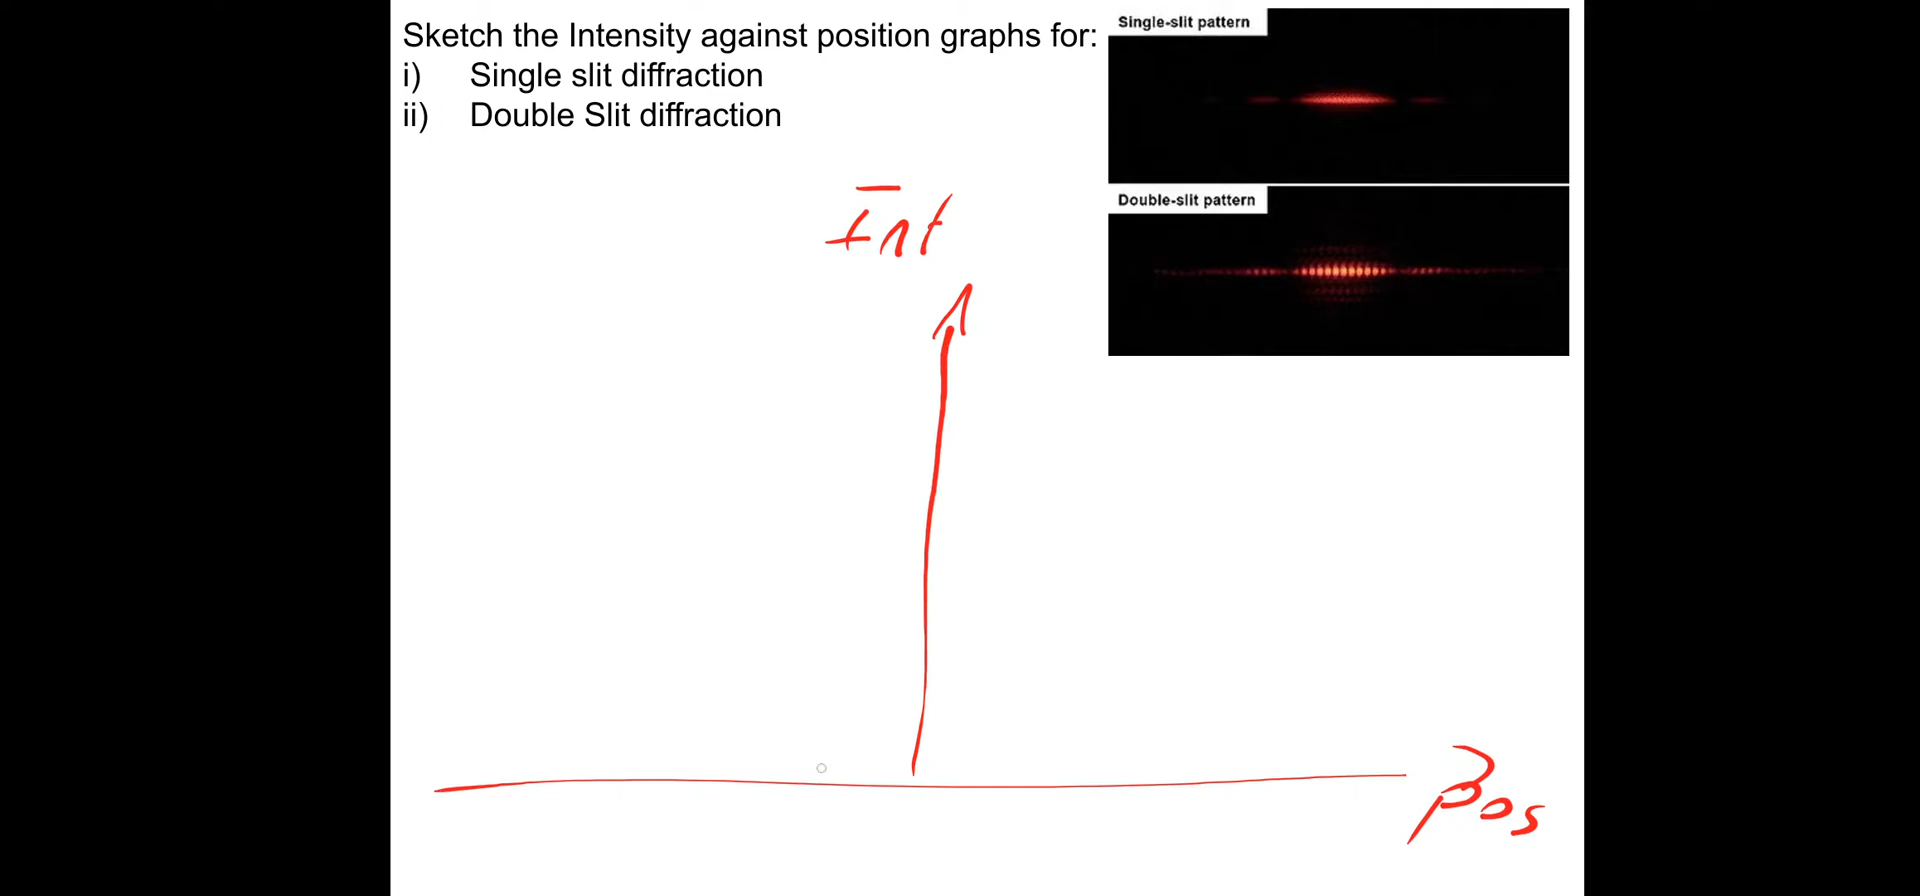 Sketch the Intensity against position graphs for:
i) Single slit diffraction
ii) Double Slit diffraction
Single-slit pattern
Double-slit pattern
Int
Pos